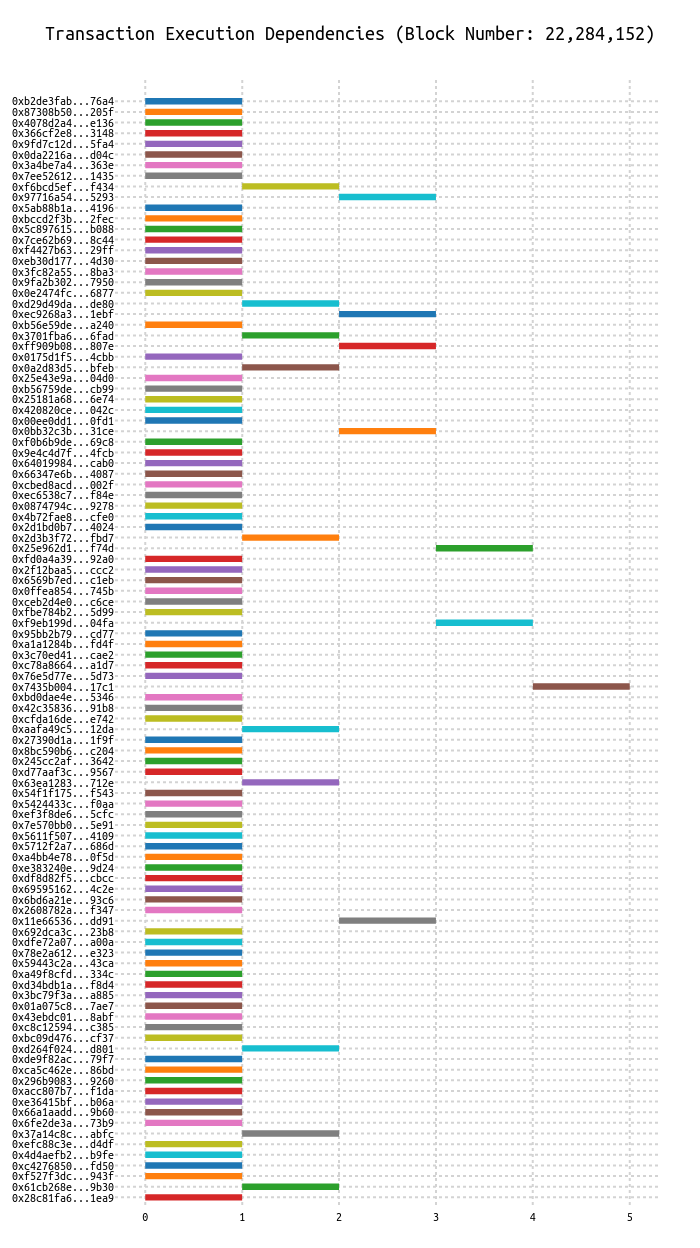 Transaction Execution Dependencies (Block Number: 22,284,152)
0xb2de3fab...76a4
0x87308b50...205f
0x4078d2a4...e136
0x366cf2e8...3148
0x9fd7c12d...5fa4
0x0da2216a...d04c
0x3a4be7a4...363e
0x7ee52612...1435
0xf6bcd5ef...f434
0x97716a54...5293
0x5ab88b1a...4196
0xbccd2f3b...2fec
0x5c897615...b088
0x7ce62b69...8c44
0xf4427b63...29ff
0xeb30d177...4d30
0x3fc82a55...8ba3
0x9fa2b302...7950
0x0e2474fc...6877
0xd29d49da...de80
0xec9268a3...1ebf
0xb56e59de...a240
0x3701fba6...6fad
0xff909b08...807e
0x0175d1f5...4cbb
0x0a2d83d5...bfeb
0x25e43e9a...04d0
0xb56759de...cb99
0x25181a68...6e74
0x420820ce...042c
0x00ee0dd1...0fd1
0x0bb32c3b...31ce
0xf0b6b9de...69c8
0x9e4c4d7f...4fcb
0x64019984...cab0
0x66347e6b...4087
0xcbed8acd...002f
0xec6538c7...f84e
0x0874794c...9278
0x4b72fae8...cfe0
0x2d1bd0b7...4024
0x2d3b3f72...fbd7
0x25e962d1...f74d
0xfd0a4a39...92a0
0x2f12baa5...ccc2
0x6569b7ed...c1eb
0x0ffea854...745b
0xceb2d4e0...c6ce
0xfbe784b2...5d99
0xf9eb199d...04fa
0x95bb2b79...cd77
0xa1a1284b...fd4f
0x3c70ed41...cae2
0xc78a8664...a1d7
0x76e5d77e...5d73
0x7435b004...17c1
0xbd0dae4e...5346
0x42c35836...91b8
0xcfda16de...e742
0xaafa49c5...12da
0x27390d1a...1f9f
0x8bc590b6...c204
0x245cc2af...3642
0xd77aaf3c...9567
0x63ea1283...712e
0x54f1f175...f543
0x5424433c...f0aa
0xef3f8de6...5cfc
0x7e570bb0...5e91
0x5611f507...4109
0x5712f2a7...686d
0xa4bb4e78...0f5d
0xe383240e...9d24
0xdf8d82f5...cbcc
0x69595162...4c2e
0x6bd6a21e...93c6
0x2608782a...f347
0x11e66536...dd91
0x692dca3c...23b8
0xdfe72a07...a00a
0x78e2a612...e323
0x59443c2a...43ca
0xa49f8cfd...334c
0xd34bdb1a...f8d4
0x3bc79f3a...a885
0x01a075c8...7ae7
0x43ebdc01...8abf
0xc8c12594...c385
0xbc09d476...cf37
0xd264f024...d801
0xde9f82ac...79f7
0xca5c462e...86bd
0x296b9083...9260
0xacc807b7...f1da
0xe36415bf...b06a
0x66a1aadd...9b60
0x6fe2de3a...73b9
0x37a14c8c...abfc
0xefc88c3e...d4df
0x4d4aefb2...b9fe
0xc4276850...fd50
0xf527f3dc...943f
0x61cb268e...9b30
0x28c81fa6...1ea9
0 1 2 3 4 5